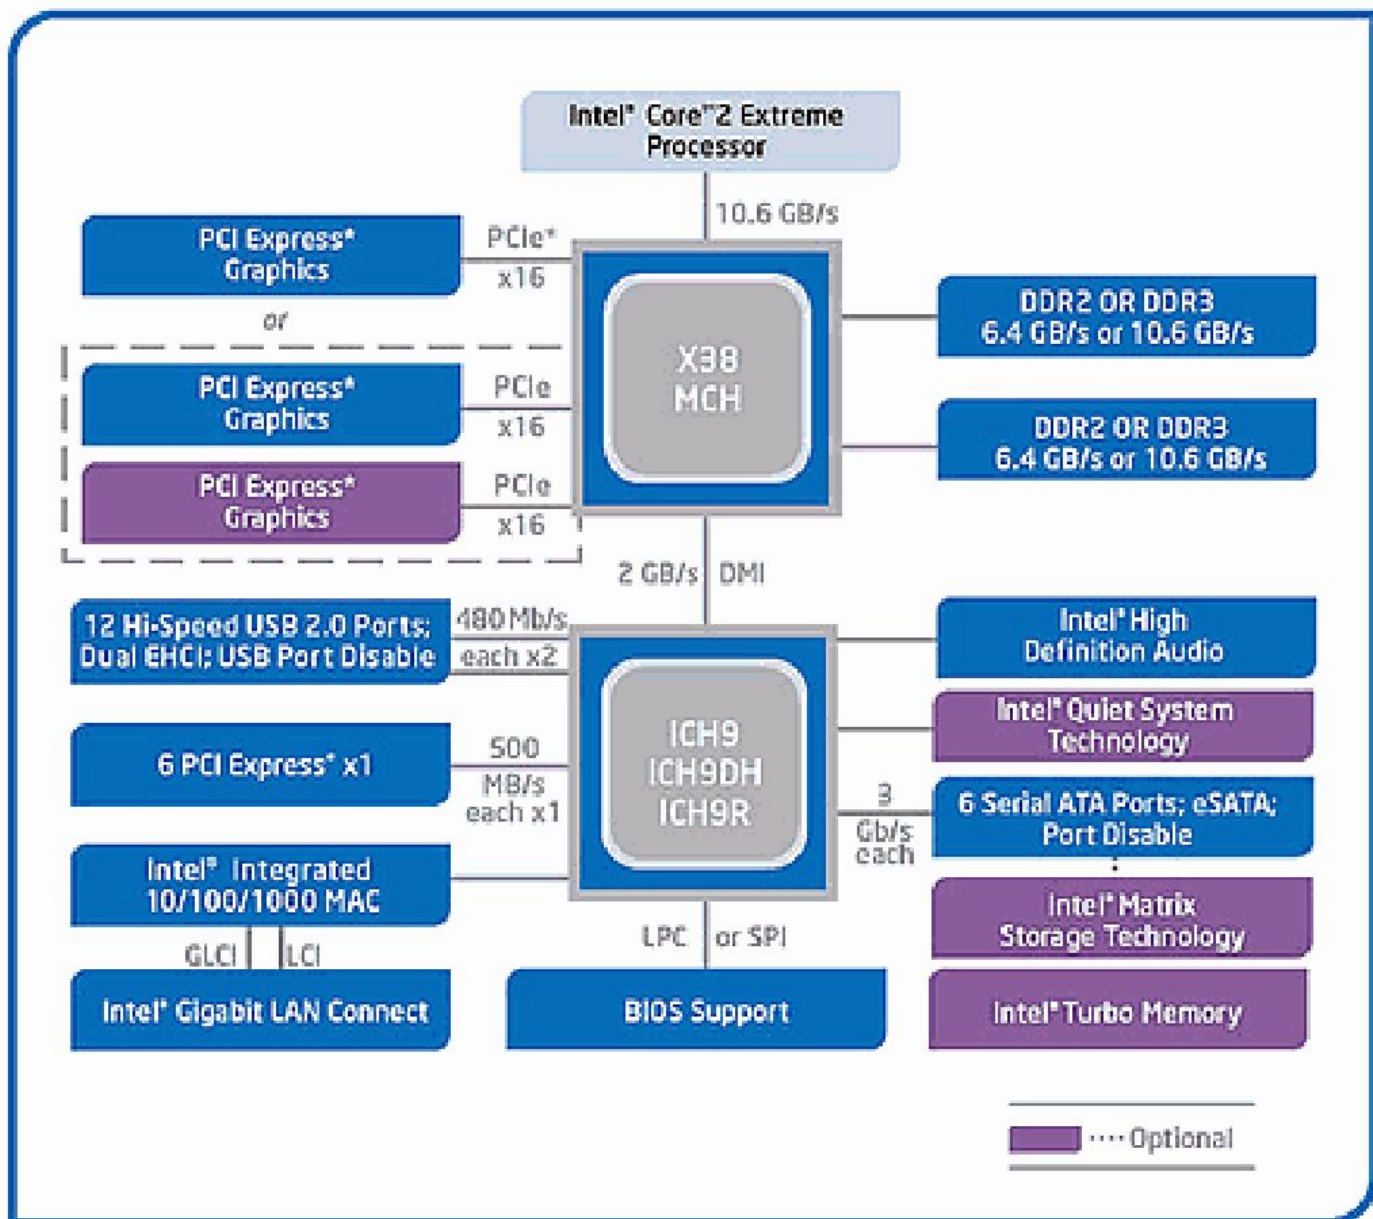 Intel® Core™2 Extreme
Processor
10.6 GB/s
PCI Express*
Graphics
PCIe*
x16
or
PCI Express*
Graphics
PCIe
x16
PCI Express*
Graphics
PCIe
x16
X38
MCH
DDR2 OR DDR3
6.4 GB/s or 10.6 GB/s
DDR2 OR DDR3
6.4 GB/s or 10.6 GB/s
2 GB/s DMI
12 Hi-Speed USB 2.0 Ports;
Dual EHCI; USB Port Disable
480 Mb/s
each x2
6 PCI Express* x1
500
MB/s
each x1
Intel® Integrated
10/100/1000 MAC
GLCI LCI
Intel® Gigabit LAN Connect
ICH9
ICH9DH
ICH9R
LPC or SPI
BIOS Support
Intel® High
Definition Audio
Intel® Quiet System
Technology
3
Gb/s
each
6 Serial ATA Ports; eSATA;
Port Disable
Intel® Matrix
Storage Technology
Intel® Turbo Memory
Optional